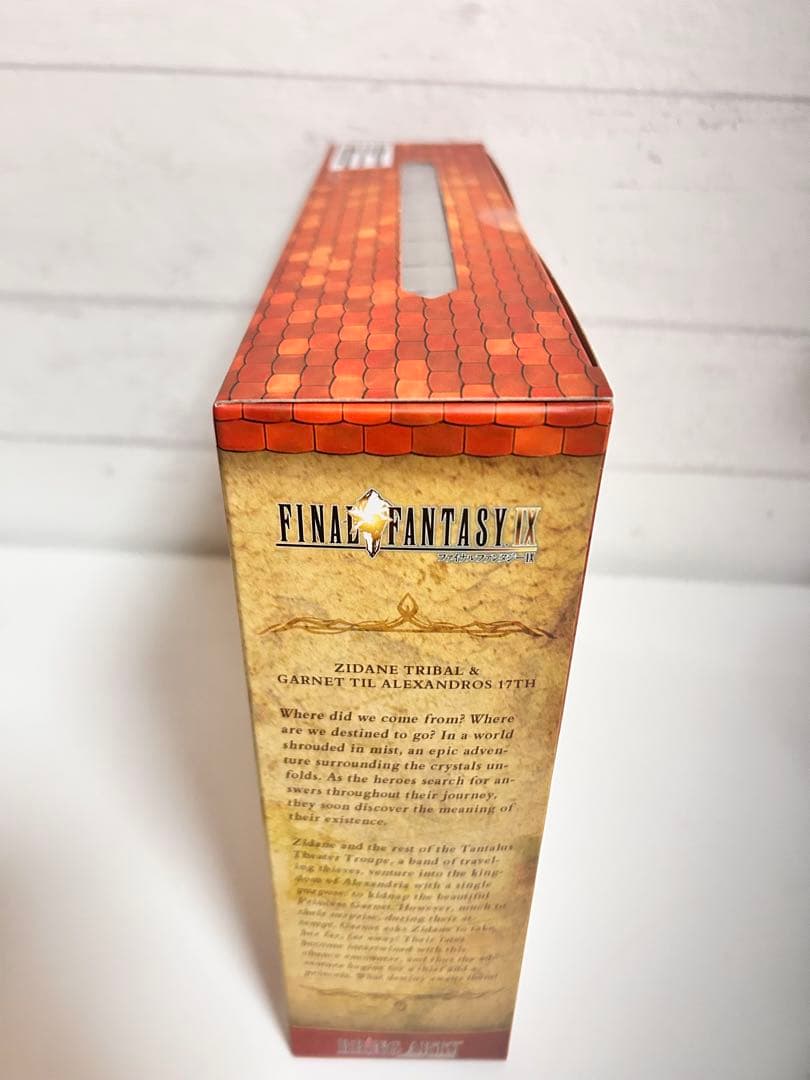 FINAL FANTASY IX
ファイナルファンタジーIX
ZIDANE TRIBAL &
GARNET TIL ALEXANDROS 17TH
Where did we come from? Where
are we destined to go? In a world
shrouded in mist, an epic adven-
ture surrounding the crystals un-
folds. As the heroes search for an-
swers throughout their journey,
they soon discover the meaning of
their existence.
Zidane and the rest of the Tantalus
Theater Troupe, a band of travel-
ing thieves, venture into the king-
dom of Alexandria with a single
purpose: to kidnap the beautiful
Princess Garnet. However, much to
their surprise, during their at-
tempt, Garnet asks Zidane to take
her far, far away! Their fates
become intertwined with this
chance encounter, and thus the adv-
enture begins for a thief and a
princess. What destiny awaits them?
BRING ARTS